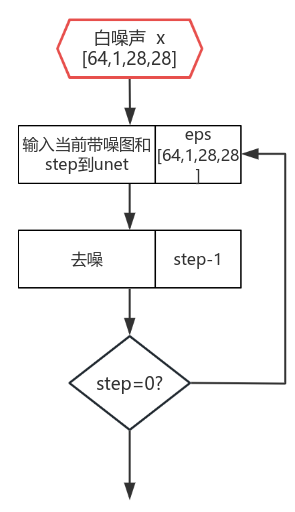 白噪声 x
[64,1,28,28]
输入当前带噪图和
step到unet
eps
[64,1,28,28
]
去噪
step-1
step=0?